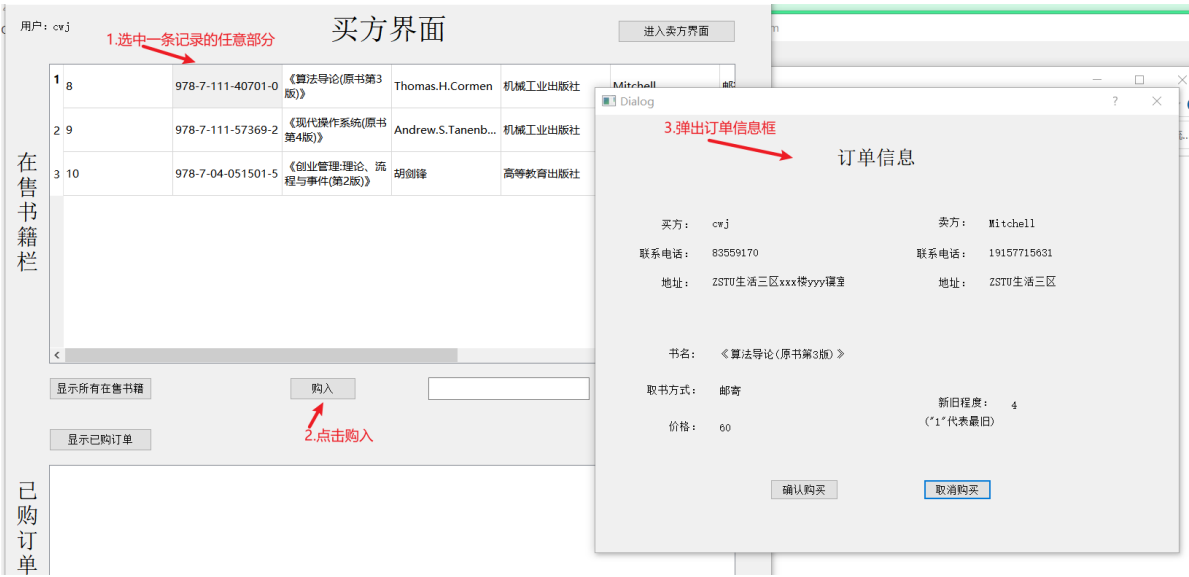 用户：cwj
买方界面
进入卖方界面
1.选中一条记录的任意部分
在售书籍栏
1 8 978-7-111-40701-0 《算法导论(原书第3版)》 Thomas.H.Cormen 机械工业出版社 Mitchell
2 9 978-7-111-57369-2 《现代操作系统(原书第4版)》 Andrew.S.Tanenb... 机械工业出版社
3 10 978-7-04-051501-5 《创业管理:理论、流程与事件(第2版)》 胡剑锋 高等教育出版社
显示所有在售书籍
购入
2.点击购入
显示已购订单
已购订单
Dialog
3.弹出订单信息框
订单信息
买方： cwj
卖方： Mitchell
联系电话： 83559170
联系电话： 19157715631
地址： ZSTU生活三区xxx楼yyy寝室
地址： ZSTU生活三区
书名： 《算法导论(原书第3版)》
取书方式： 邮寄
新旧程度： 4
("1"代表最旧)
价格： 60
确认购买
取消购买